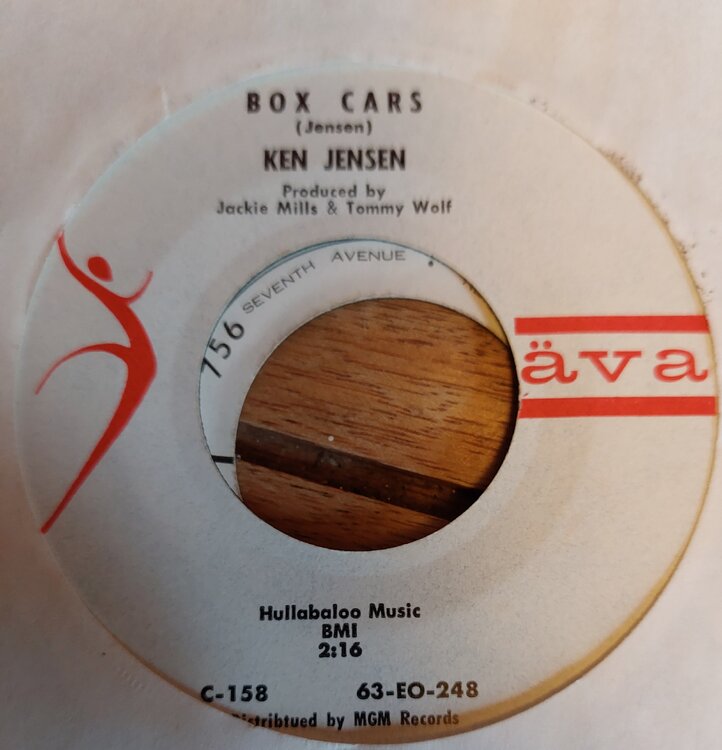 BOX CARS
(Jensen)
KEN JENSEN
Produced by
Jackie Mills & Tommy Wolf
756 SEVENTH AVENUE
äva
Hullabaloo Music
BMI
2:16
C-158 63-EO-248
Distribtued by MGM Records